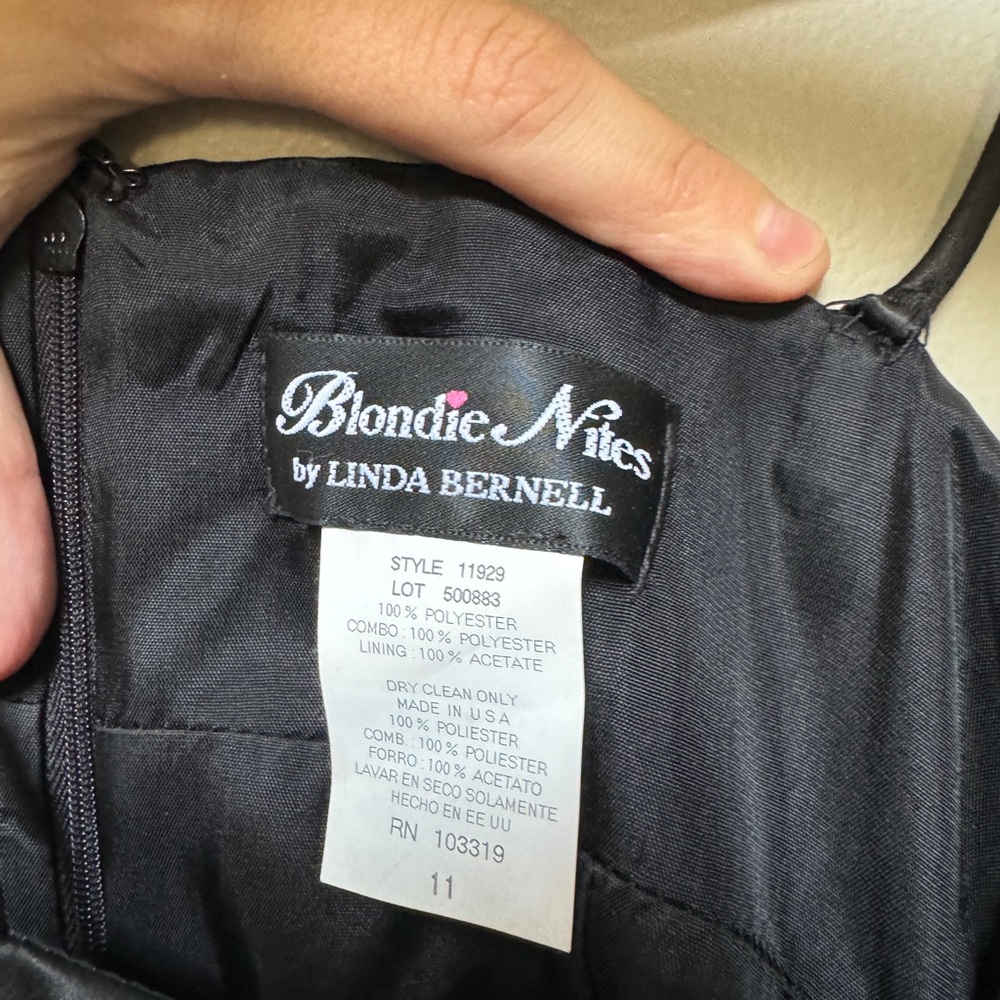 Blondie Nites
by LINDA BERNELL
STYLE 11929
LOT 500883
100% POLYESTER
COMBO : 100% POLYESTER
LINING : 100% ACETATE
DRY CLEAN ONLY
MADE IN U S A
100% POLIESTER
COMB. : 100% POLIESTER
FORRO : 100% ACETATO
LAVAR EN SECO SOLAMENTE
HECHO EN EE UU
RN 103319
11